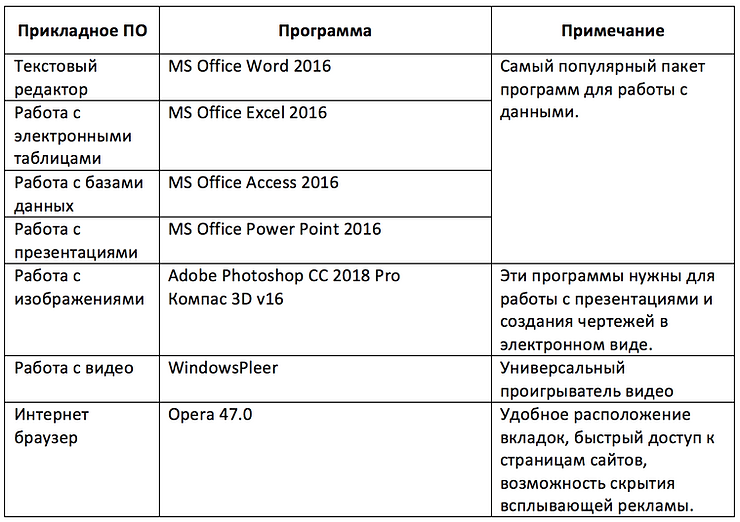 Прикладное ПО
Программа
Примечание
Текстовый
редактор
MS Office Word 2016
Самый популярный пакет
программ для работы с
данными.
Работа с
электронными
таблицами
MS Office Excel 2016
Работа с базами
данных
MS Office Access 2016
Работа с
презентациями
MS Office Power Point 2016
Работа с
изображениями
Adobe Photoshop CC 2018 Pro
Компас 3D v16
Эти программы нужны для
работы с презентациями и
создания чертежей в
электронном виде.
Работа с видео
WindowsPleer
Универсальный
проигрыватель видео
Интернет
браузер
Opera 47.0
Удобное расположение
вкладок, быстрый доступ к
страницам сайтов,
возможность скрытия
всплывающей рекламы.